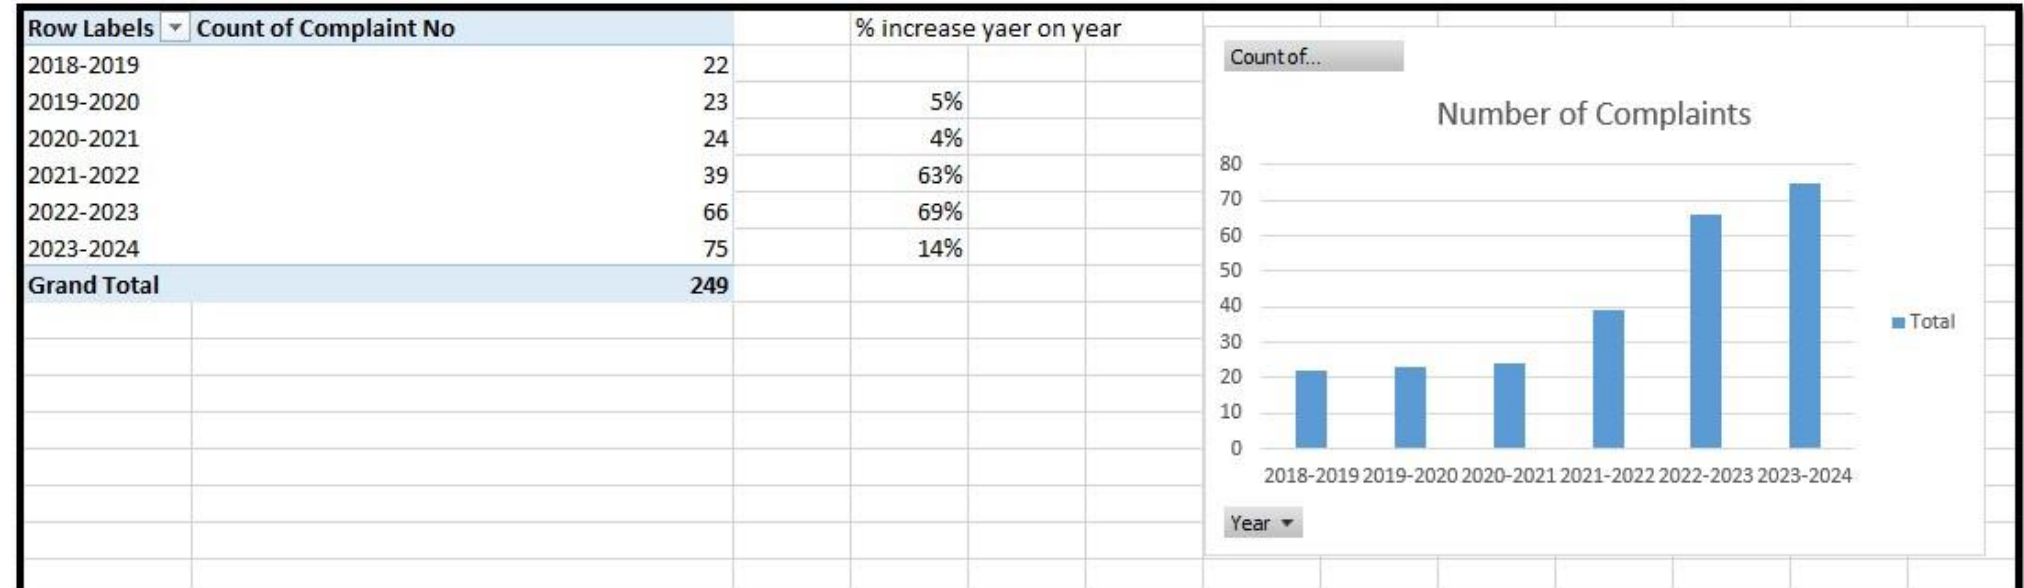 Row Labels Count of Complaint No % increase yaer on year
2018-2019 22
2019-2020 23 5%
2020-2021 24 4%
2021-2022 39 63%
2022-2023 66 69%
2023-2024 75 14%
Grand Total 249
Count of...
Number of Complaints
80
70
60
50
40
30
20
10
0
2018-2019 2019-2020 2020-2021 2021-2022 2022-2023 2023-2024
Total
Year